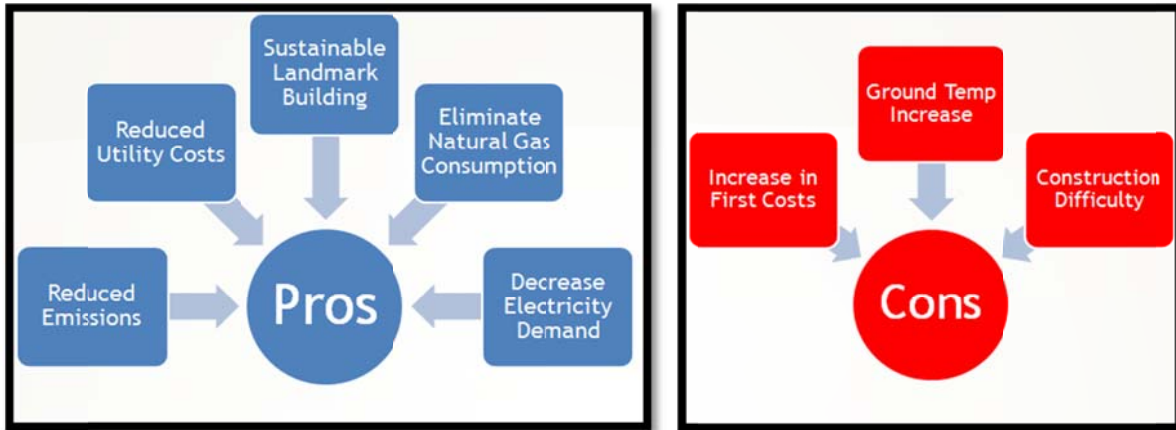 Reduced
Emissions
Reduced
Utility Costs
Sustainable
Landmark
Building
Eliminate
Natural Gas
Consumption
Decrease
Electricity
Demand
Pros
Increase in
First Costs
Ground Temp
Increase
Construction
Difficulty
Cons